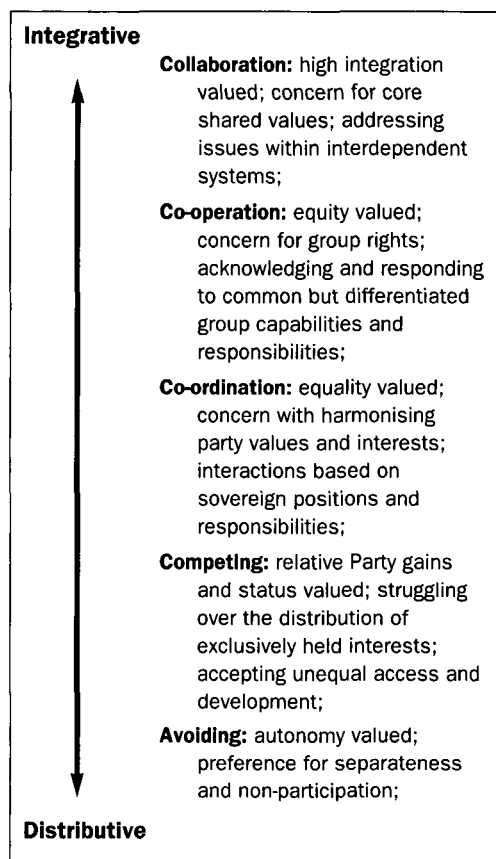 Integrative
Collaboration: high integration
valued; concern for core
shared values; addressing
issues within interdependent
systems;
Co-operation: equity valued;
concern for group rights;
acknowledging and responding
to common but differentiated
group capabilities and
responsibilities;
Co-ordination: equality valued;
concern with harmonising
party values and interests;
interactions based on
sovereign positions and
responsibilities;
Competing: relative Party gains
and status valued; struggling
over the distribution of
exclusively held interests;
accepting unequal access and
development;
Avoiding: autonomy valued;
preference for separateness
and non-participation;
Distributive